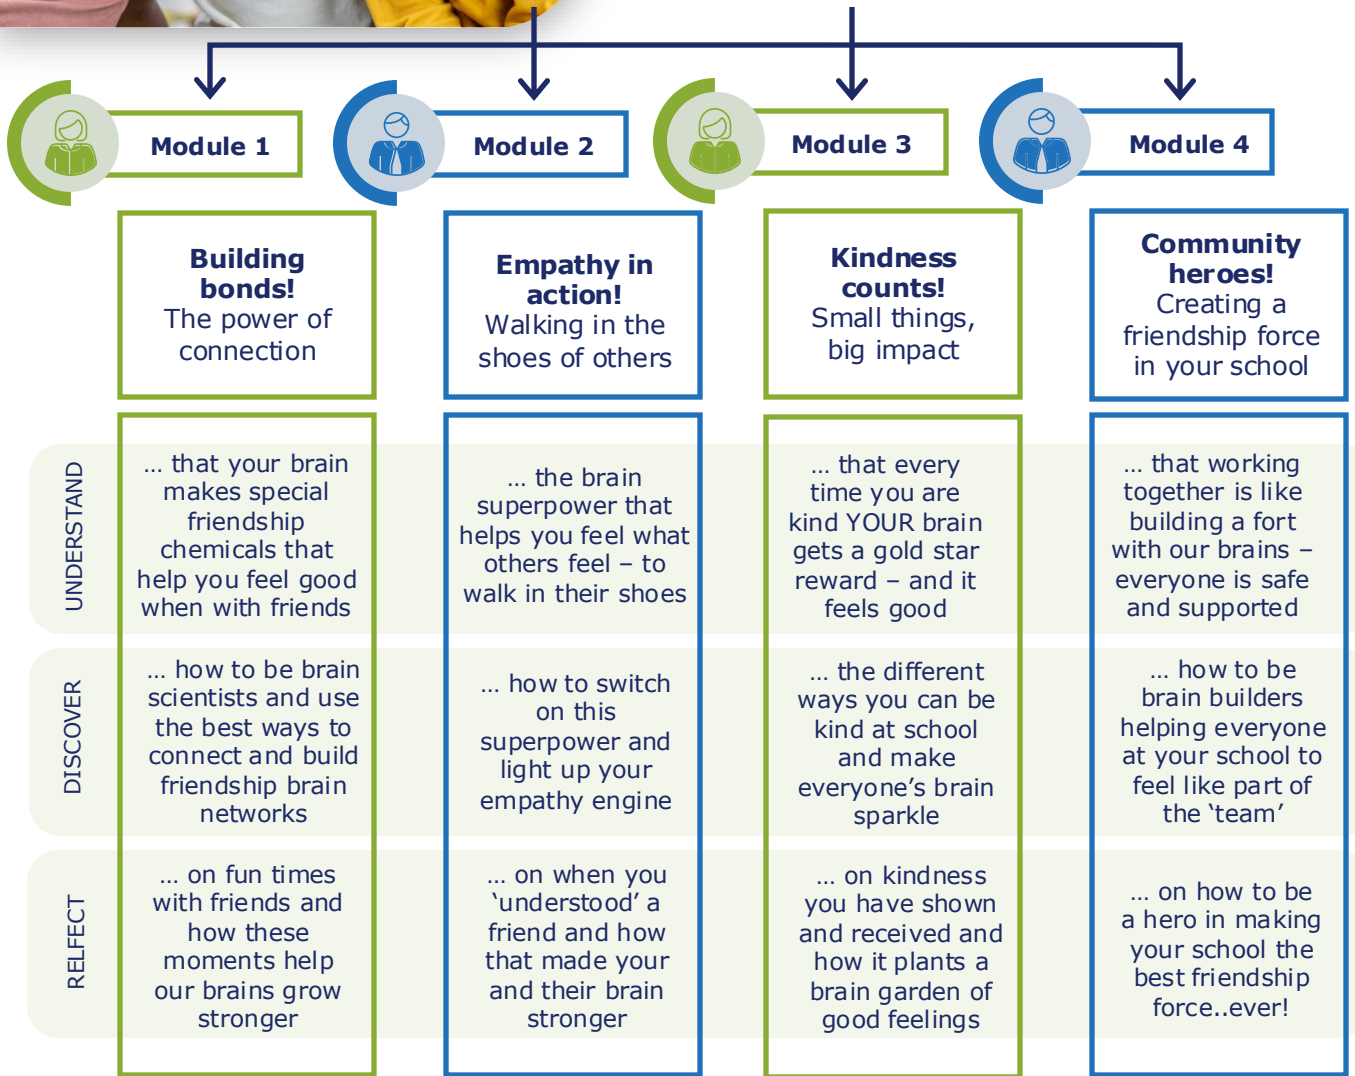 Module 1
Module 2
Module 3
Module 4
Building
bonds!
The power of
connection
Empathy in
action!
Walking in the
shoes of others
Kindness
counts!
Small things,
big impact
Community
heroes!
Creating a
friendship force
in your school
UNDERSTAND
... that your brain
makes special
friendship
chemicals that
help you feel good
when with friends
... the brain
superpower that
helps you feel what
others feel – to
walk in their shoes
... that every
time you are
kind YOUR brain
gets a gold star
reward – and it
feels good
... that working
together is like
building a fort
with our brains –
everyone is safe
and supported
DISCOVER
... how to be brain
scientists and use
the best ways to
connect and build
friendship brain
networks
... how to switch
on this
superpower and
light up your
empathy engine
... the different
ways you can be
kind at school
and make
everyone’s brain
sparkle
... how to be
brain builders
helping everyone
at your school to
feel like part of
the ‘team’
RELFECT
... on fun times
with friends and
how these
moments help
our brains grow
stronger
... on when you
‘understood’ a
friend and how
that made your
and their brain
stronger
... on kindness
you have shown
and received and
how it plants a
brain garden of
good feelings
... on how to be
a hero in making
your school the
best friendship
force..ever!